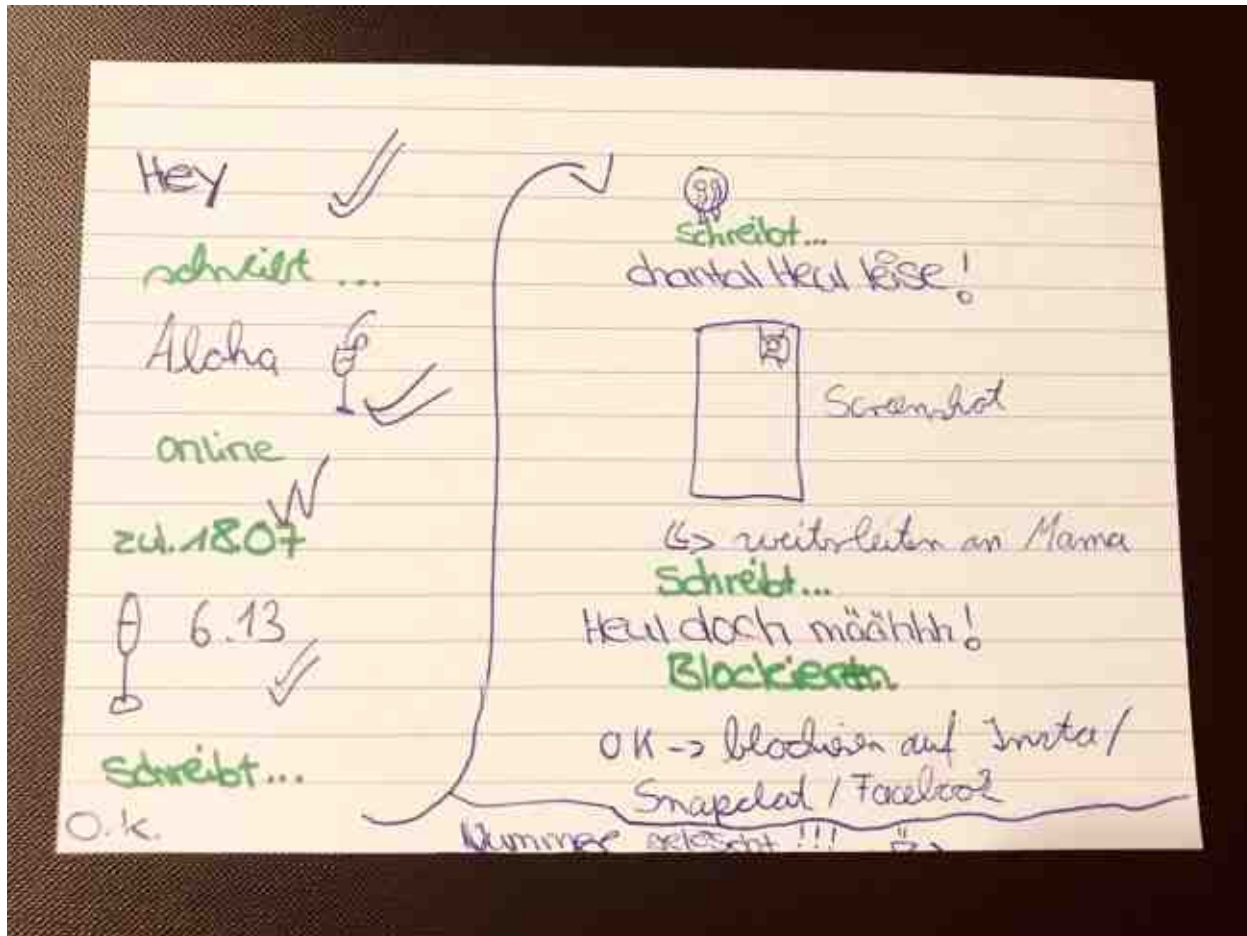 Hey
schreibt ...
Aloha
online
zul. 18.07
6.13
schreibt...
O.K.
schreibt...
chantal Heul leise!
Screenshot
weiterleiten an Mama
schreibt...
Heul doch määhhh!
Blockieren
OK -> blockieren auf Insta/
Snapchat / Facebook
Nummer gelöscht!!!